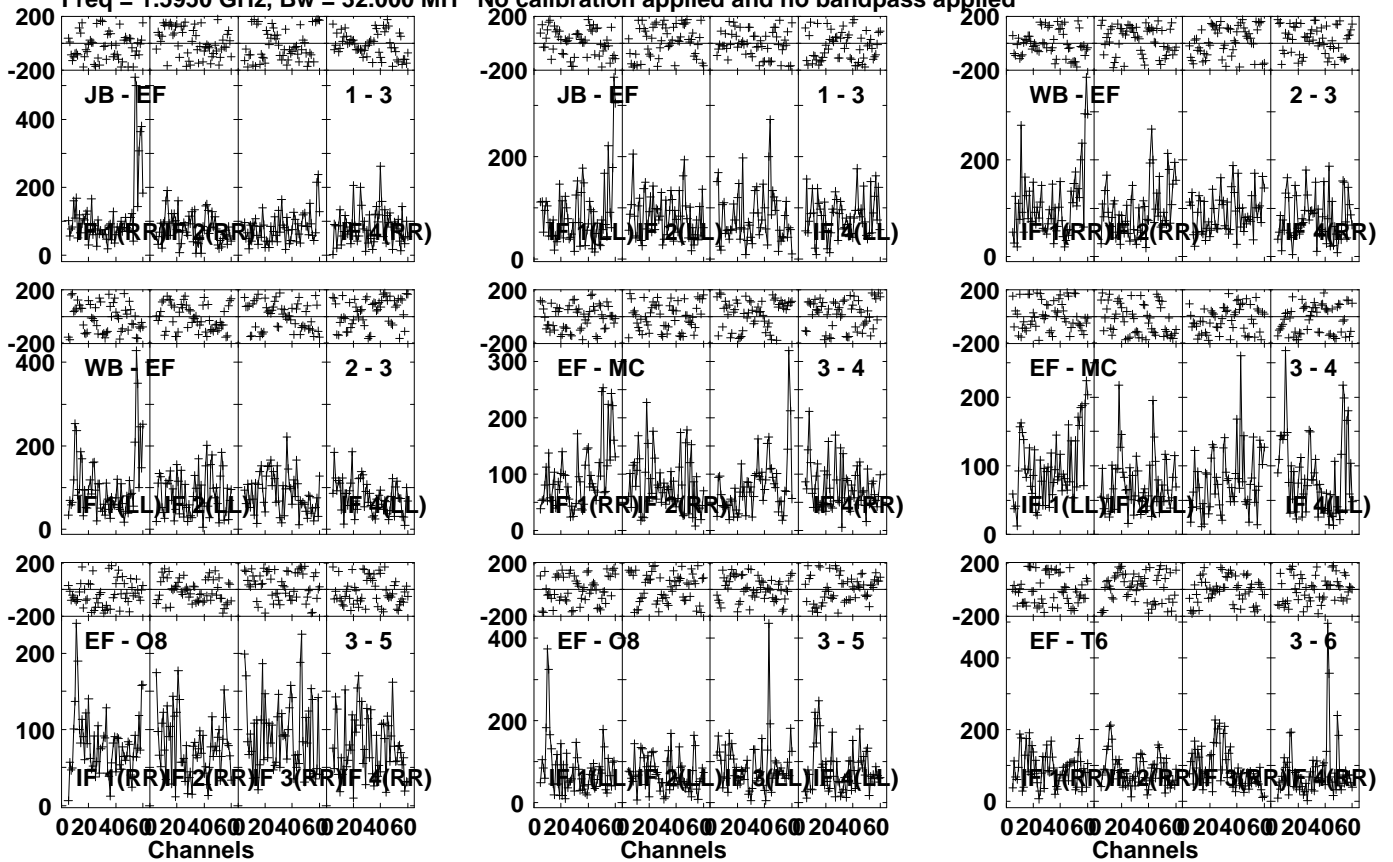 Freq = 1.5950 GHz, Bw = 32.000 MH No calibration applied and no bandpass applied
200
-200
JB - EF 1 - 3
400
200
0
IF 1(RR) IF 2(RR) IF 4(RR)
JB - EF 1 - 3
200
-200
200
0
IF 1(LL) IF 2(LL) IF 4(LL)
200
-200
WB - EF 2 - 3
200
0
IF 1(RR) IF 2(RR) IF 4(RR)
200
-200
WB - EF 2 - 3
400
200
0
IF 1(LL) IF 2(LL) IF 4(LL)
200
-200
EF - MC 3 - 4
300
200
100
0
IF 1(RR) IF 2(RR) IF 4(RR)
200
-200
EF - MC 3 - 4
200
100
0
IF 1(LL) IF 2(LL) IF 4(LL)
200
-200
EF - O8 3 - 5
200
100
0
IF 1(RR) IF 2(RR) IF 3(RR) IF 4(RR)
0 20 40 60 0 20 40 60 0 20 40 60 0 20 40 60
Channels
200
-200
EF - O8 3 - 5
400
200
0
IF 1(LL) IF 2(LL) IF 3(LL) IF 4(LL)
0 20 40 60 0 20 40 60 0 20 40 60 0 20 40 60
Channels
200
-200
EF - T6 3 - 6
400
200
0
IF 1(RR) IF 2(RR) IF 3(RR) IF 4(RR)
0 20 40 60 0 20 40 60 0 20 40 60 0 20 40 60
Channels